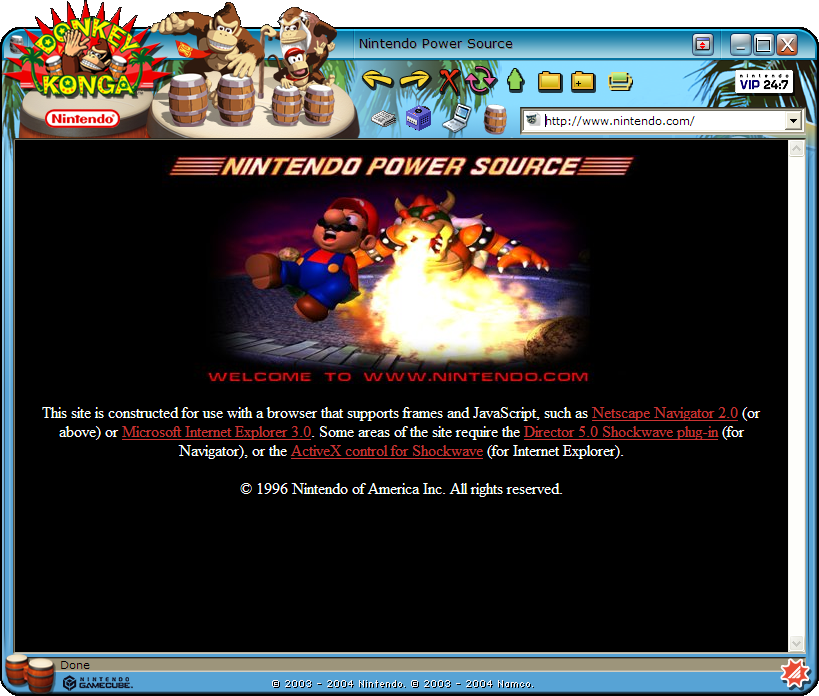 DONKEY
KONGA
Nintendo
Nintendo Power Source
nintendo
VIP 24:7
http://www.nintendo.com/
NINTENDO POWER SOURCE
WELCOME TO WWW.NINTENDO.COM
This site is constructed for use with a browser that supports frames and JavaScript, such as Netscape Navigator 2.0 (or
above) or Microsoft Internet Explorer 3.0. Some areas of the site require the Director 5.0 Shockwave plug-in (for
Navigator), or the ActiveX control for Shockwave (for Internet Explorer).
© 1996 Nintendo of America Inc. All rights reserved.
Done
NINTENDO
GAMECUBE.
© 2003 - 2004 Nintendo. © 2003 - 2004 Namco.